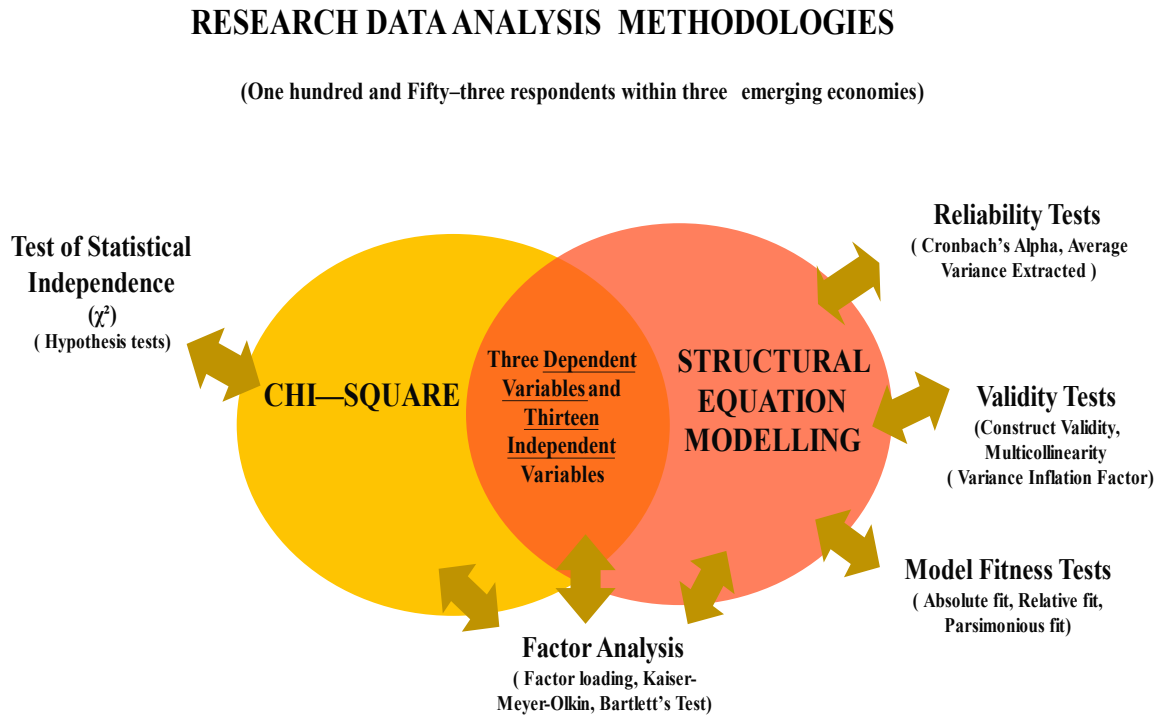 RESEARCH DATA ANALYSIS METHODOLOGIES
(One hundred and Fifty–three respondents within three emerging economies)
Test of Statistical
Independence
(χ²)
( Hypothesis tests)
CHI—SQUARE
Three Dependent
Variables and
Thirteen
Independent
Variables
STRUCTURAL
EQUATION
MODELLING
Reliability Tests
( Cronbach’s Alpha, Average
Variance Extracted )
Validity Tests
(Construct Validity,
Multicollinearity
( Variance Inflation Factor)
Model Fitness Tests
( Absolute fit, Relative fit,
Parsimonious fit)
Factor Analysis
( Factor loading, Kaiser-
Meyer-Olkin, Bartlett’s Test)